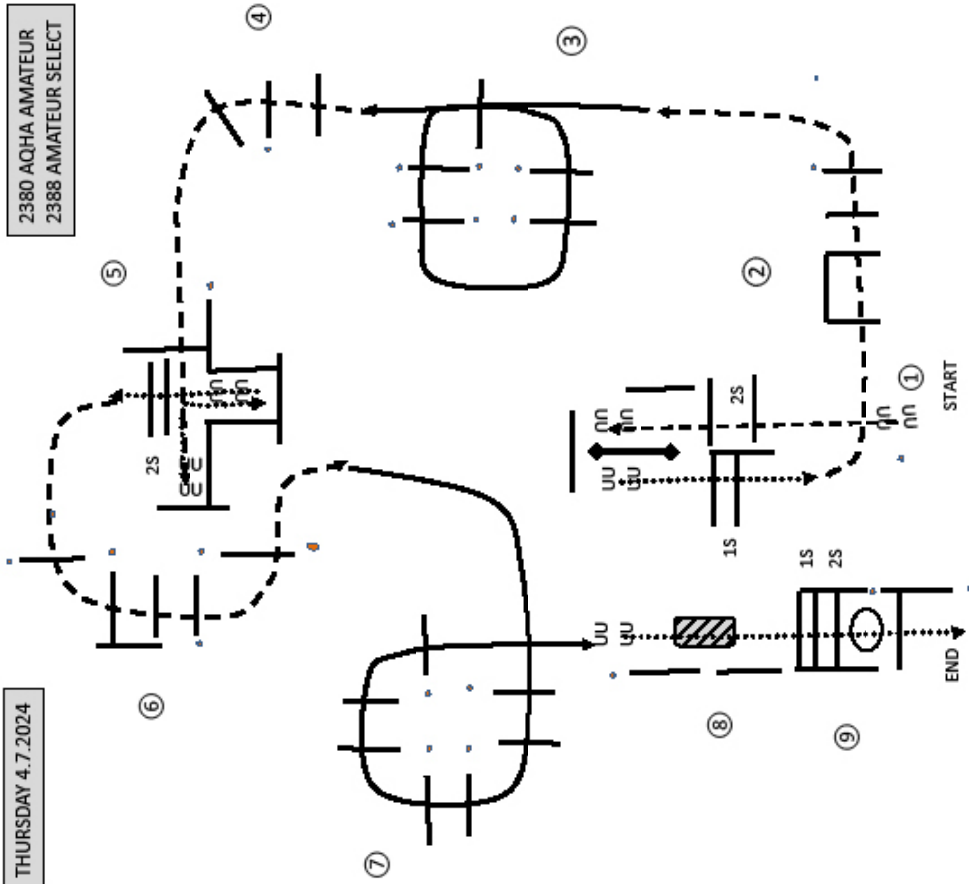 THURSDAY 4.7.2024
2380 AQHA AMATEUR
2388 AMATEUR SELECT
①
START
2S
1S
②
③
④
⑤
2S
⑥
⑦
⑧
⑨
1S
2S
END